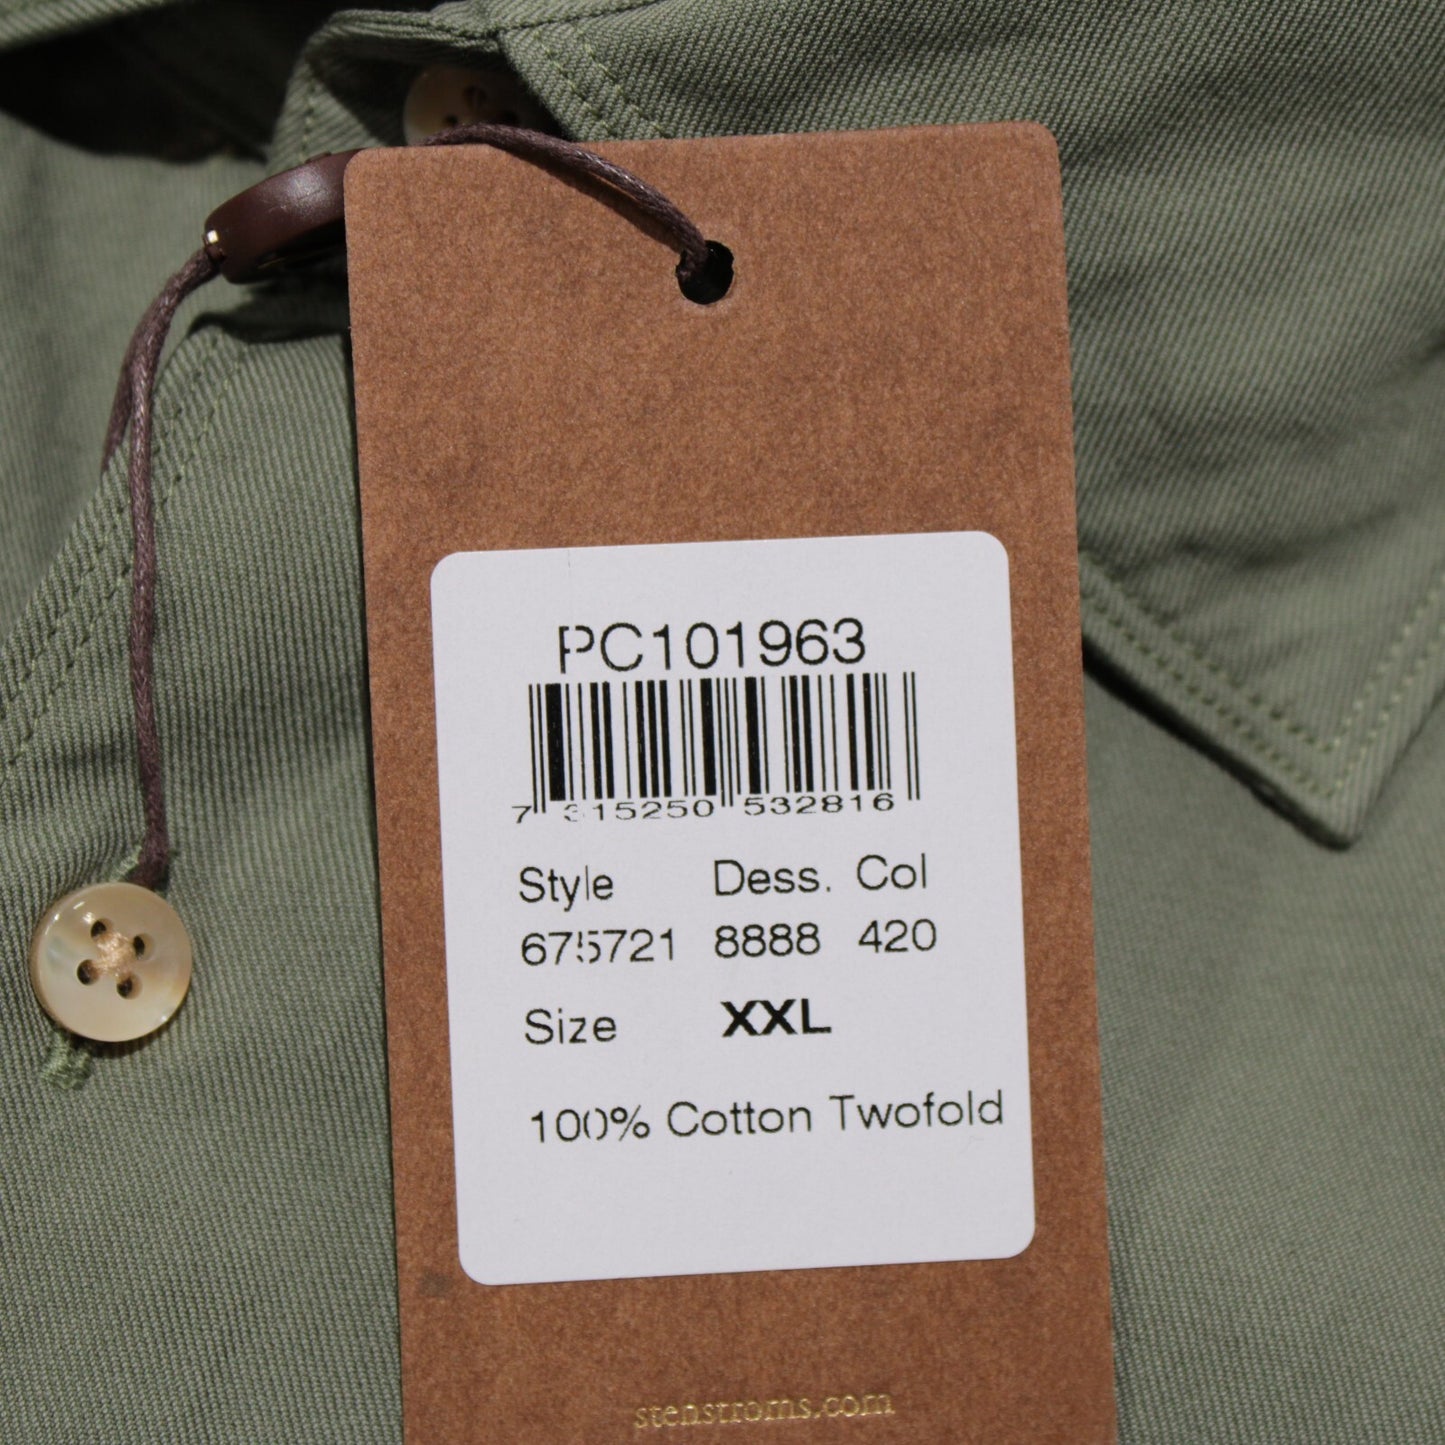 PC101963
7 315250 532816
Style Dess. Col
675721 8888 420
Size XXL
100% Cotton Twofold
stenstroms.com